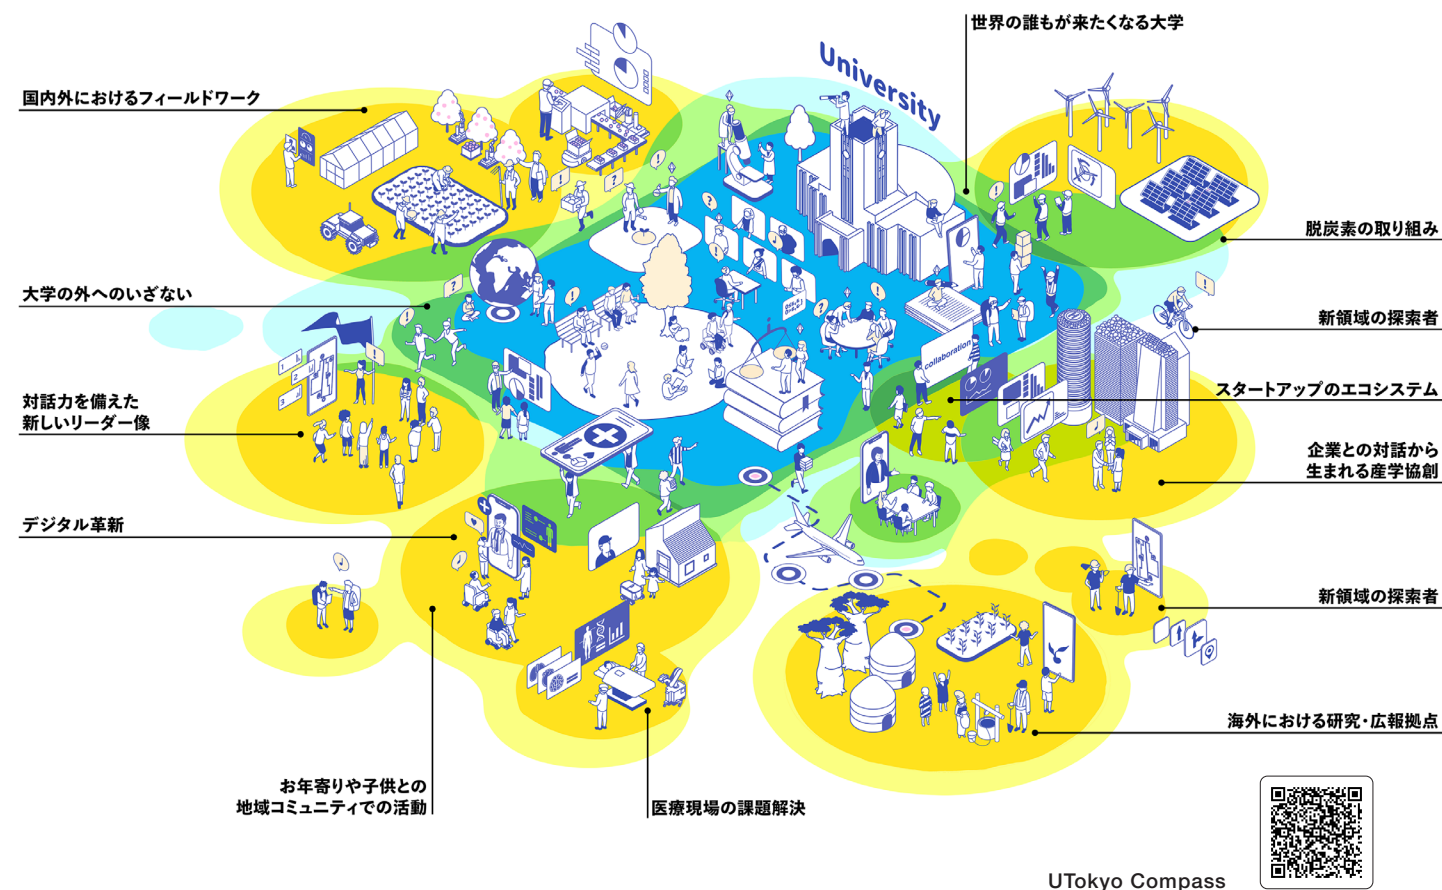 世界の誰もが来たくなる大学
University
国内外におけるフィールドワーク
脱炭素の取り組み
大学の外へのいざない
新領域の探索者
collaboration
スタートアップのエコシステム
対話力を備えた
新しいリーダー像
1
2
3
企業との対話から
生まれる産学協創
デジタル革新
新領域の探索者
海外における研究・広報拠点
お年寄りや子供との
地域コミュニティでの活動
医療現場の課題解決
UTokyo Compass